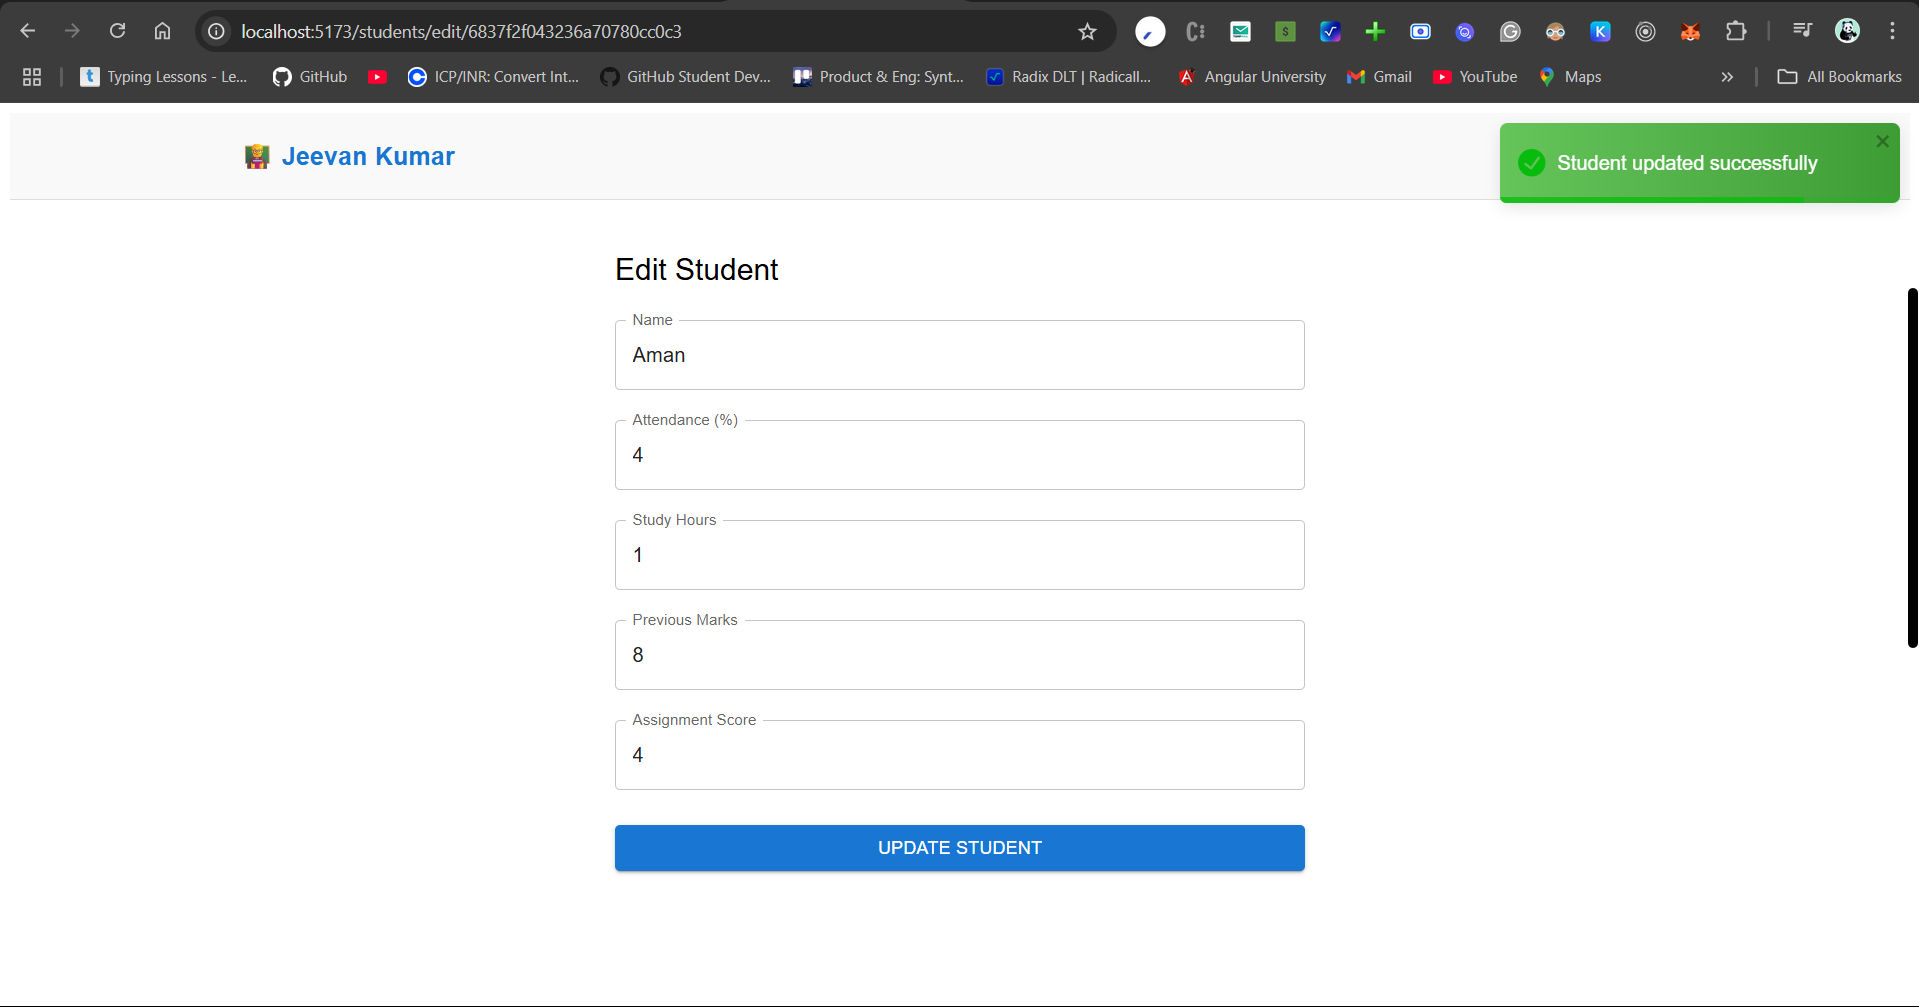 localhost:5173/students/edit/6837f2f043236a70780cc0c3
Typing Lessons - Le... GitHub ICP/INR: Convert Int... GitHub Student Dev... Product & Eng: Synt... Radix DLT | Radicall... Angular University Gmail YouTube Maps » All Bookmarks
Jeevan Kumar
Student updated successfully
Edit Student
Name
Aman
Attendance (%)
4
Study Hours
1
Previous Marks
8
Assignment Score
4
UPDATE STUDENT